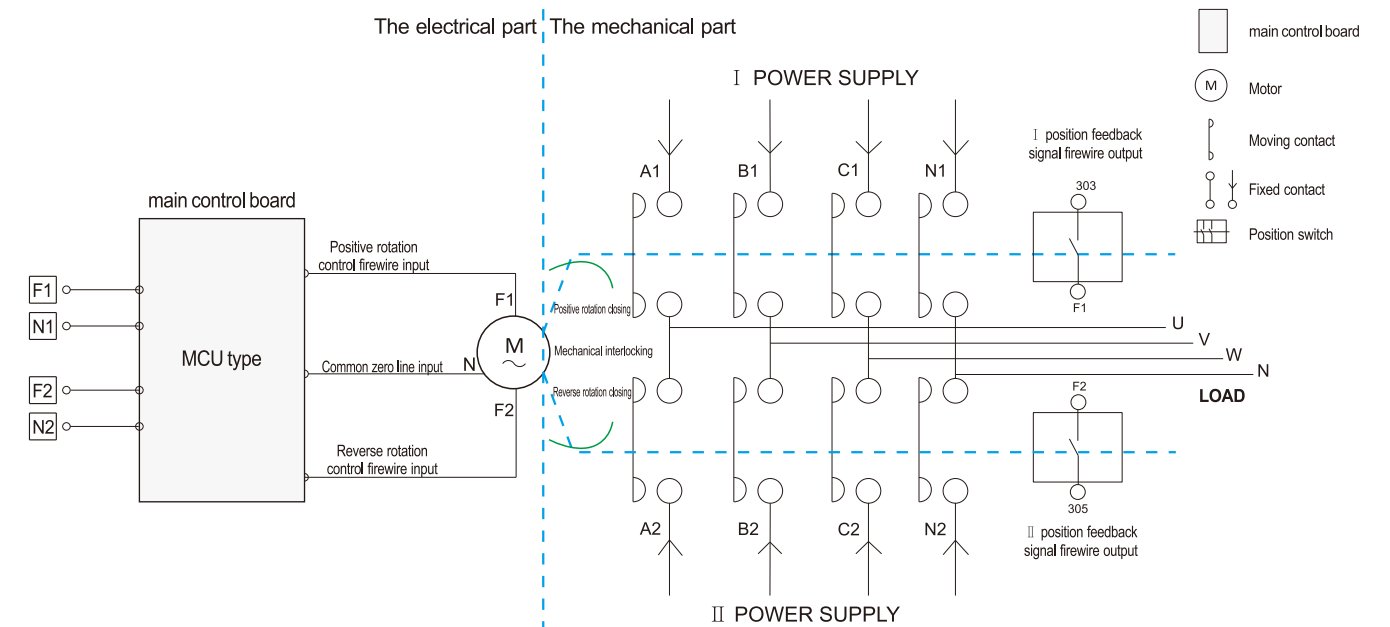 The electrical part
The mechanical part
main control board
Motor
M
Moving contact
Fixed contact
Position switch
Ⅰ POWER SUPPLY
A1
B1
C1
N1
Ⅰ position feedback
signal firewire output
303
F1
main control board
MCU type
F1
N1
F2
N2
Positive rotation
control firewire input
Common zero line input
Reverse rotation
control firewire input
F1
M
N
F2
Positive rotation closing
Mechanical interlocking
Reverse rotation closing
U
V
W
N
LOAD
F2
305
Ⅱ position feedback
signal firewire output
A2
B2
C2
N2
Ⅱ POWER SUPPLY